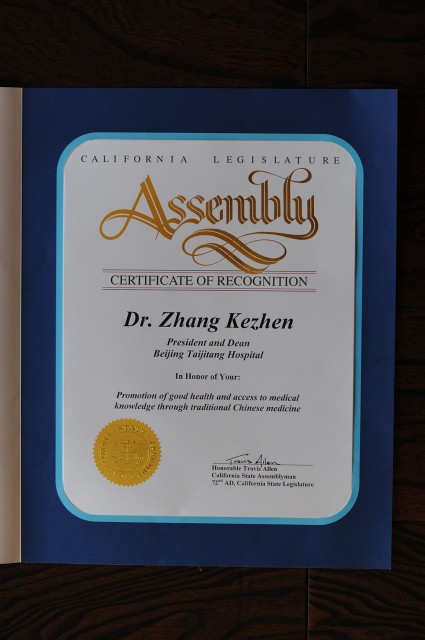 CALIFORNIA LEGISLATURE
Assembly
CERTIFICATE OF RECOGNITION
Dr. Zhang Kezhen
President and Dean
Beijing Taijitang Hospital
In Honor of Your:
Promotion of good health and access to medical
knowledge through traditional Chinese medicine
Travis Allen
Honorable Travis Allen
California State Assemblyman
72nd AD, California State Legislature